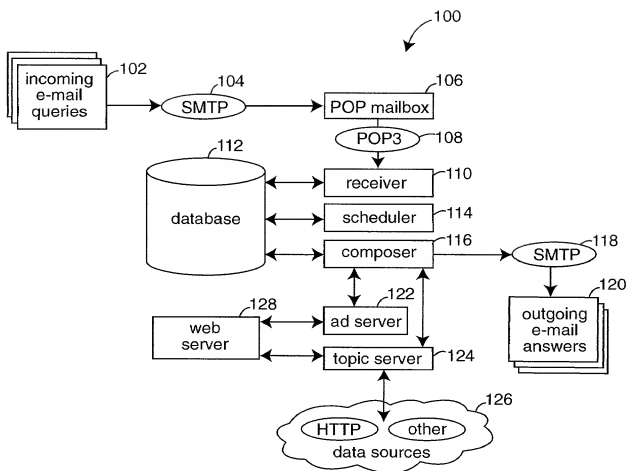 100
102
incoming
e-mail
queries
104
SMTP
106
POP mailbox
POP3
108
112
database
110
receiver
scheduler
114
116
composer
118
SMTP
120
outgoing
e-mail
answers
122
ad server
128
web
server
topic server
124
126
HTTP
other
data sources